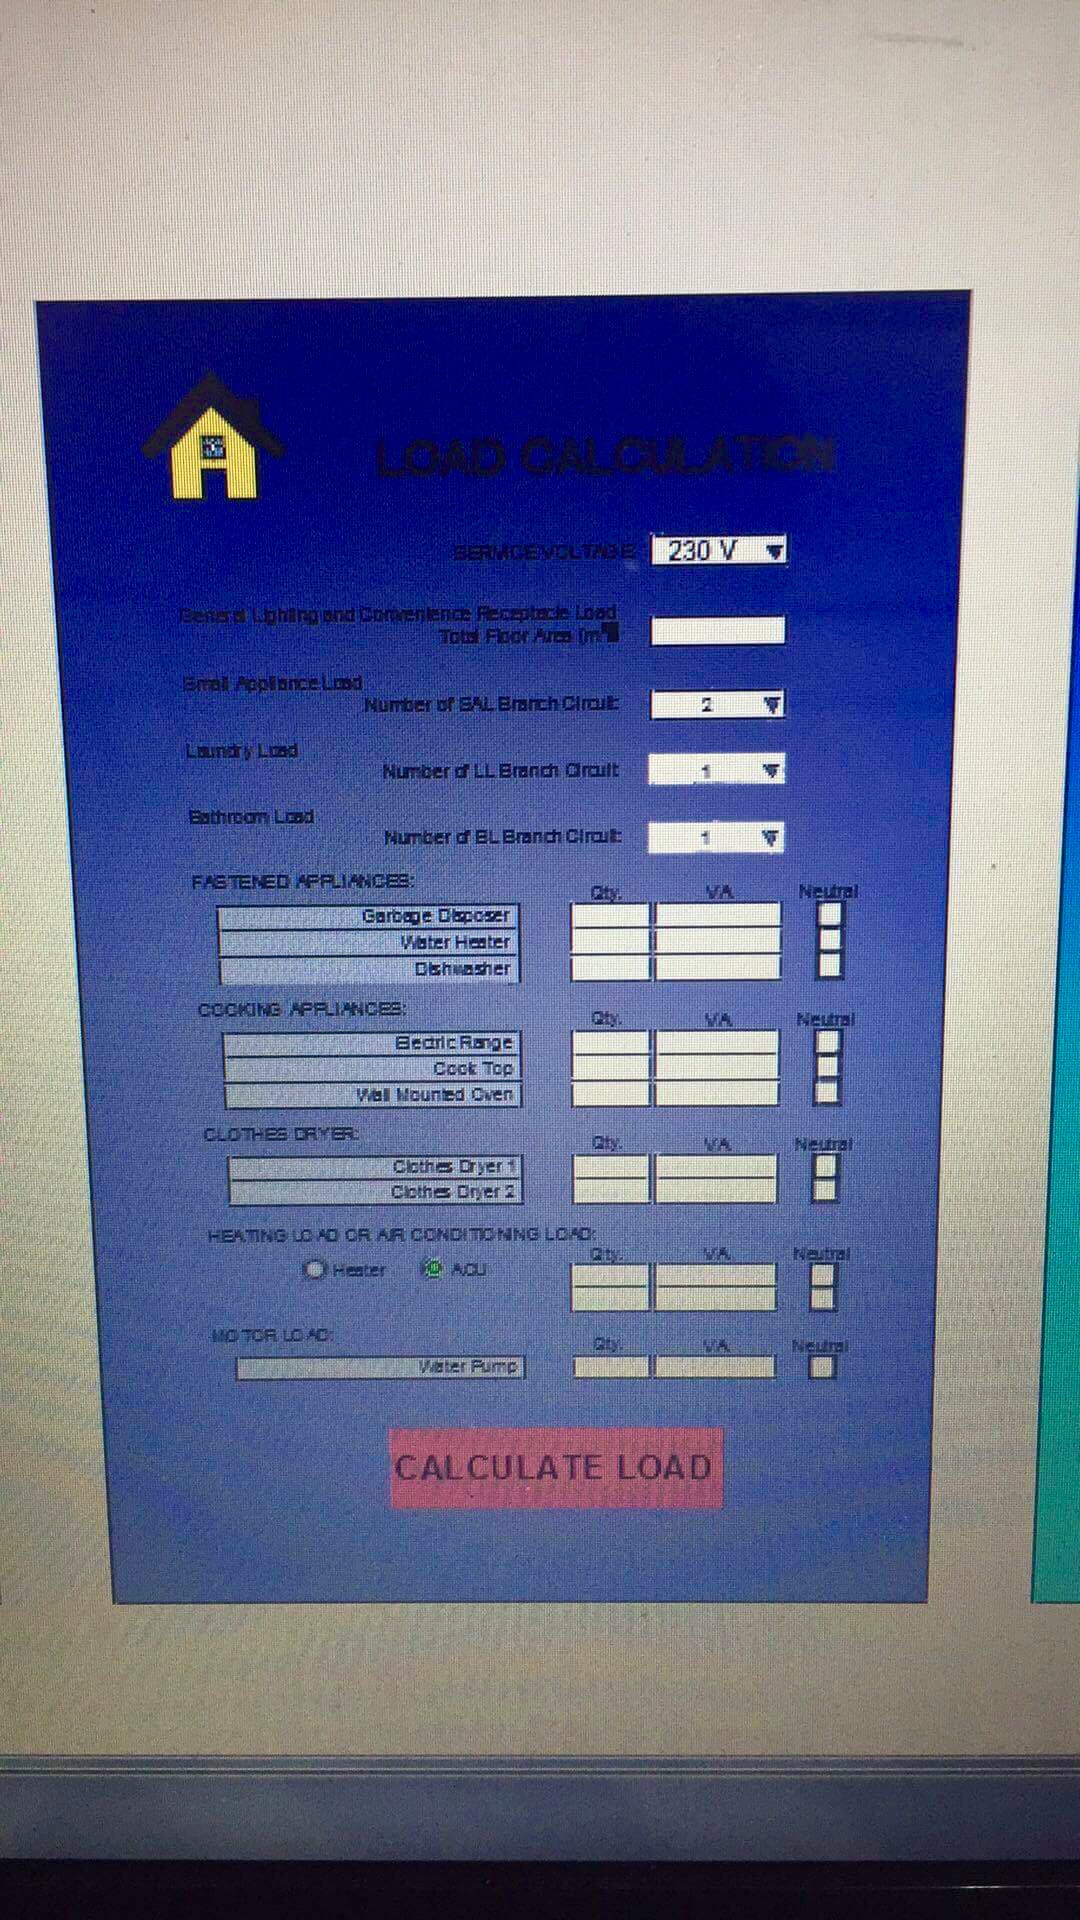 LOAD CALCULATION
SERVICE VOLTAGE 230 V
General Lighting and Convenience Receptacle Load
Total Floor Area
Small Appliance Load
Number of SAL Branch Circuit: 2
Laundry Load
Number of LL Branch Circuit 1
Bathroom Load
Number of BL Branch Circuit: 1
FASTENED APPLIANCES: Qty. VA Neutral
Garbage Disposer
Water Heater
Dishwasher
COOKING APPLIANCES: Qty. VA Neutral
Electric Range
Cook Top
Wall Mounted Oven
CLOTHES DRYER: Qty. VA Neutral
Clothes Dryer 1
Clothes Dryer 2
HEATING LOAD OR AIR CONDITIONING LOAD:
Qty. VA Neutral
Heater ACU
MOTOR LOAD: Qty. VA Neutral
Water Pump
CALCULATE LOAD